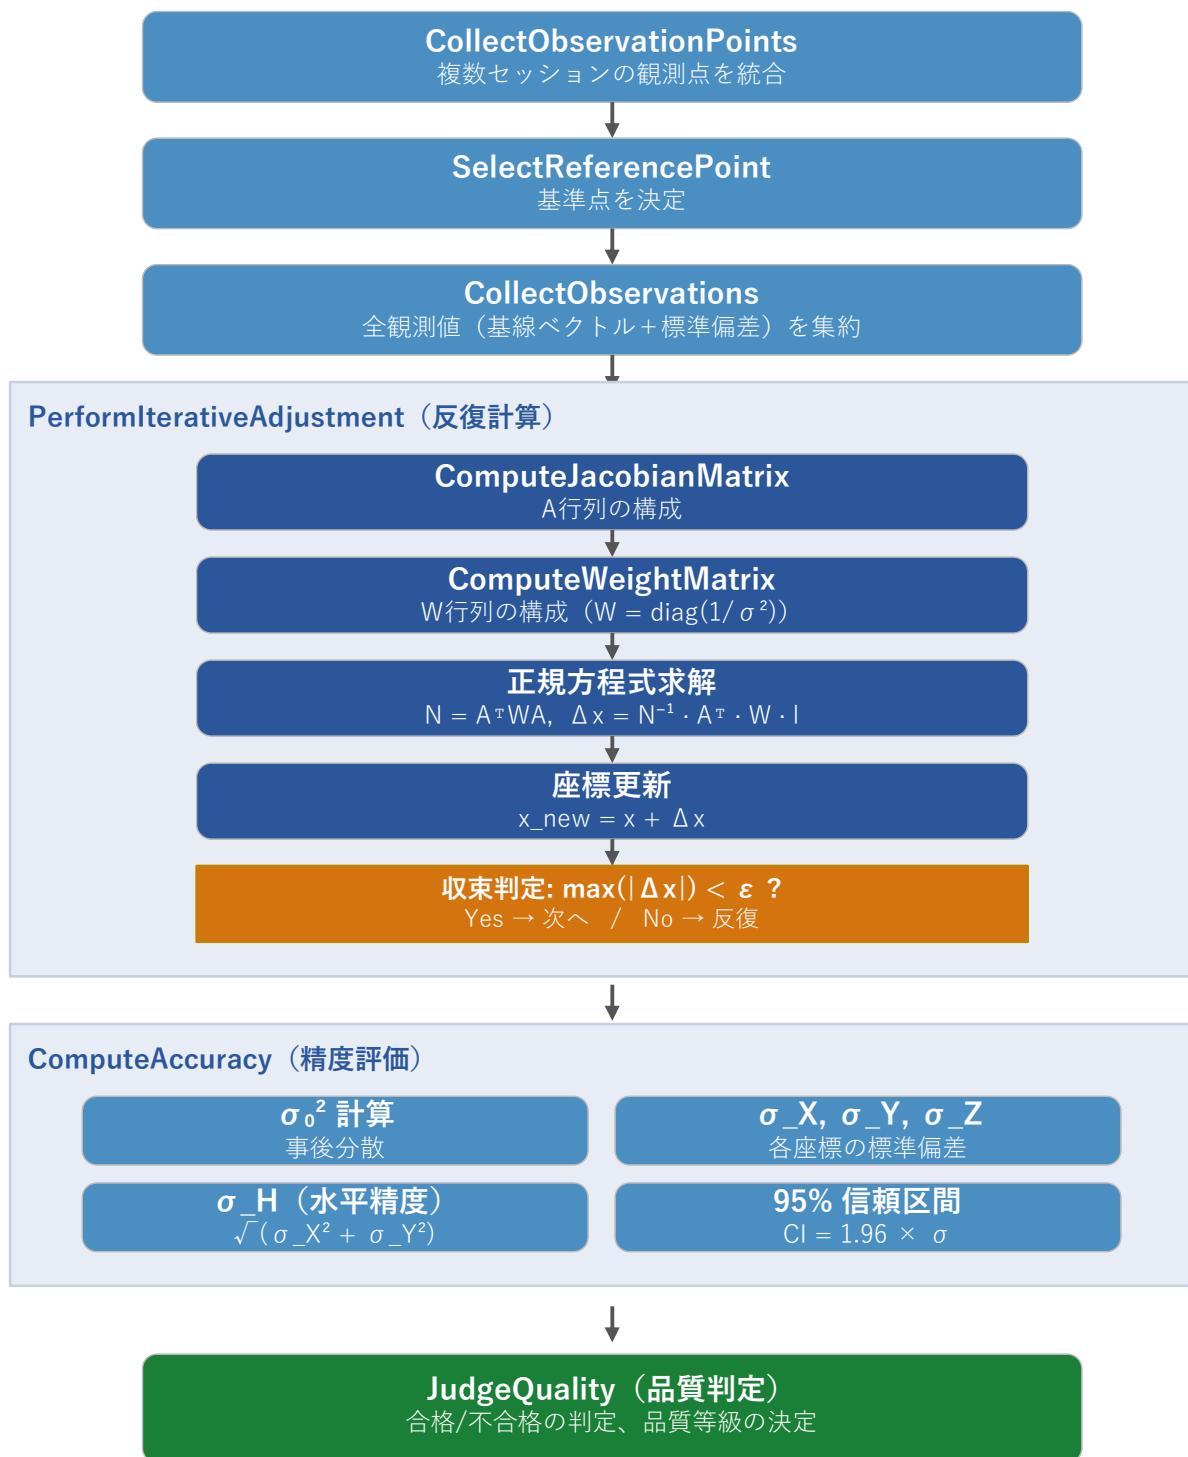 CollectObservationPoints
複数セッションの観測点を統合
SelectReferencePoint
基準点を決定
CollectObservations
全観測値（基線ベクトル＋標準偏差）を集約
PerformIterativeAdjustment（反復計算）
ComputeJacobianMatrix
A行列の構成
ComputeWeightMatrix
W行列の構成（W = diag(1/σ²)）
正規方程式求解
N = AᵀWA, Δx = N⁻¹·Aᵀ·W·l
座標更新
x_new = x + Δx
収束判定: max(|Δx|) < ε ?
Yes → 次へ / No → 反復
ComputeAccuracy（精度評価）
σ₀² 計算
事後分散
σ_X, σ_Y, σ_Z
各座標の標準偏差
σ_H（水平精度）
√(σ_X² + σ_Y²)
95% 信頼区間
CI = 1.96 × σ
JudgeQuality（品質判定）
合格/不合格の判定、品質等級の決定